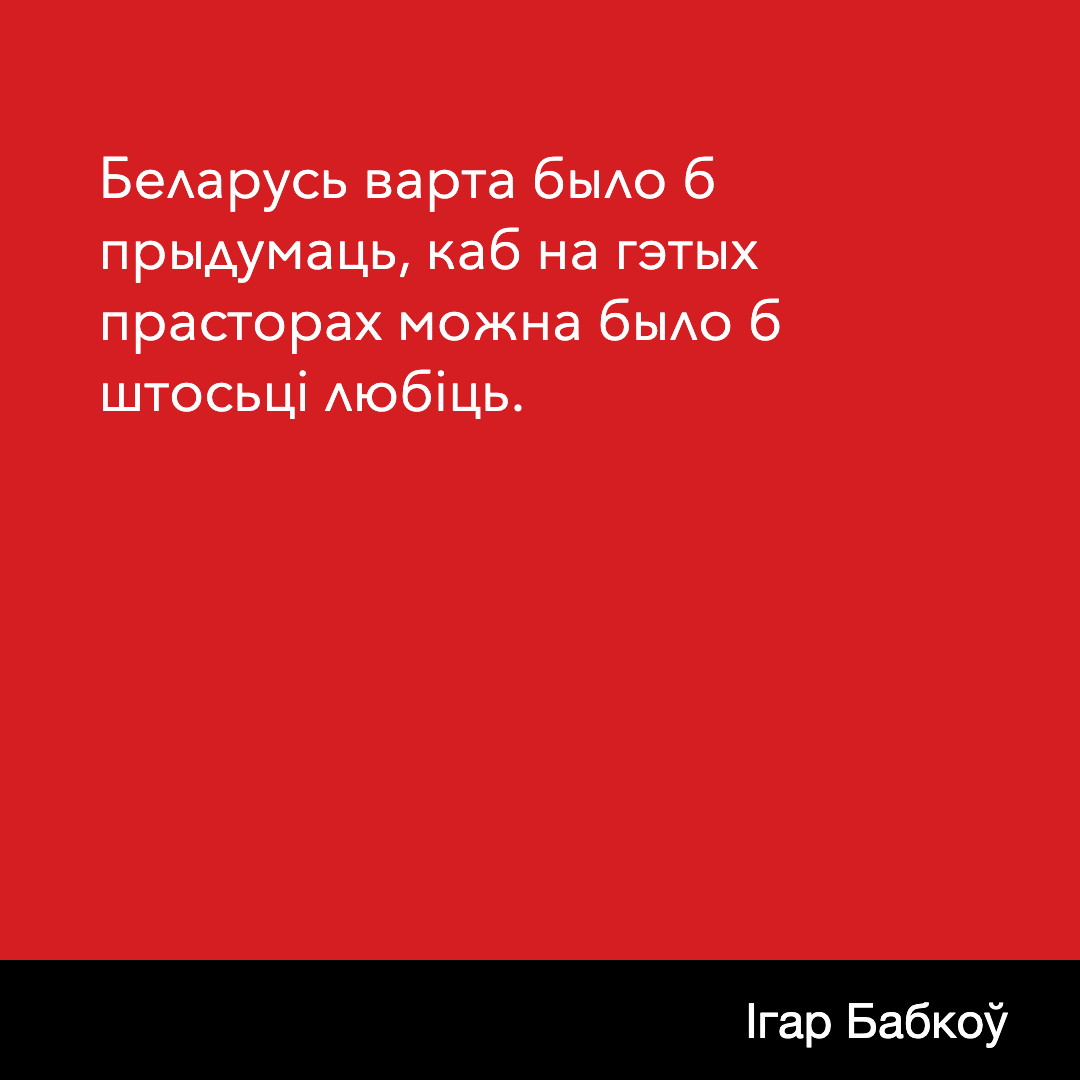 Беларусь варта было б
прыдумаць, каб на гэтых
прасторах можна было б
штосьці любіць.
Ігар Бабкоў